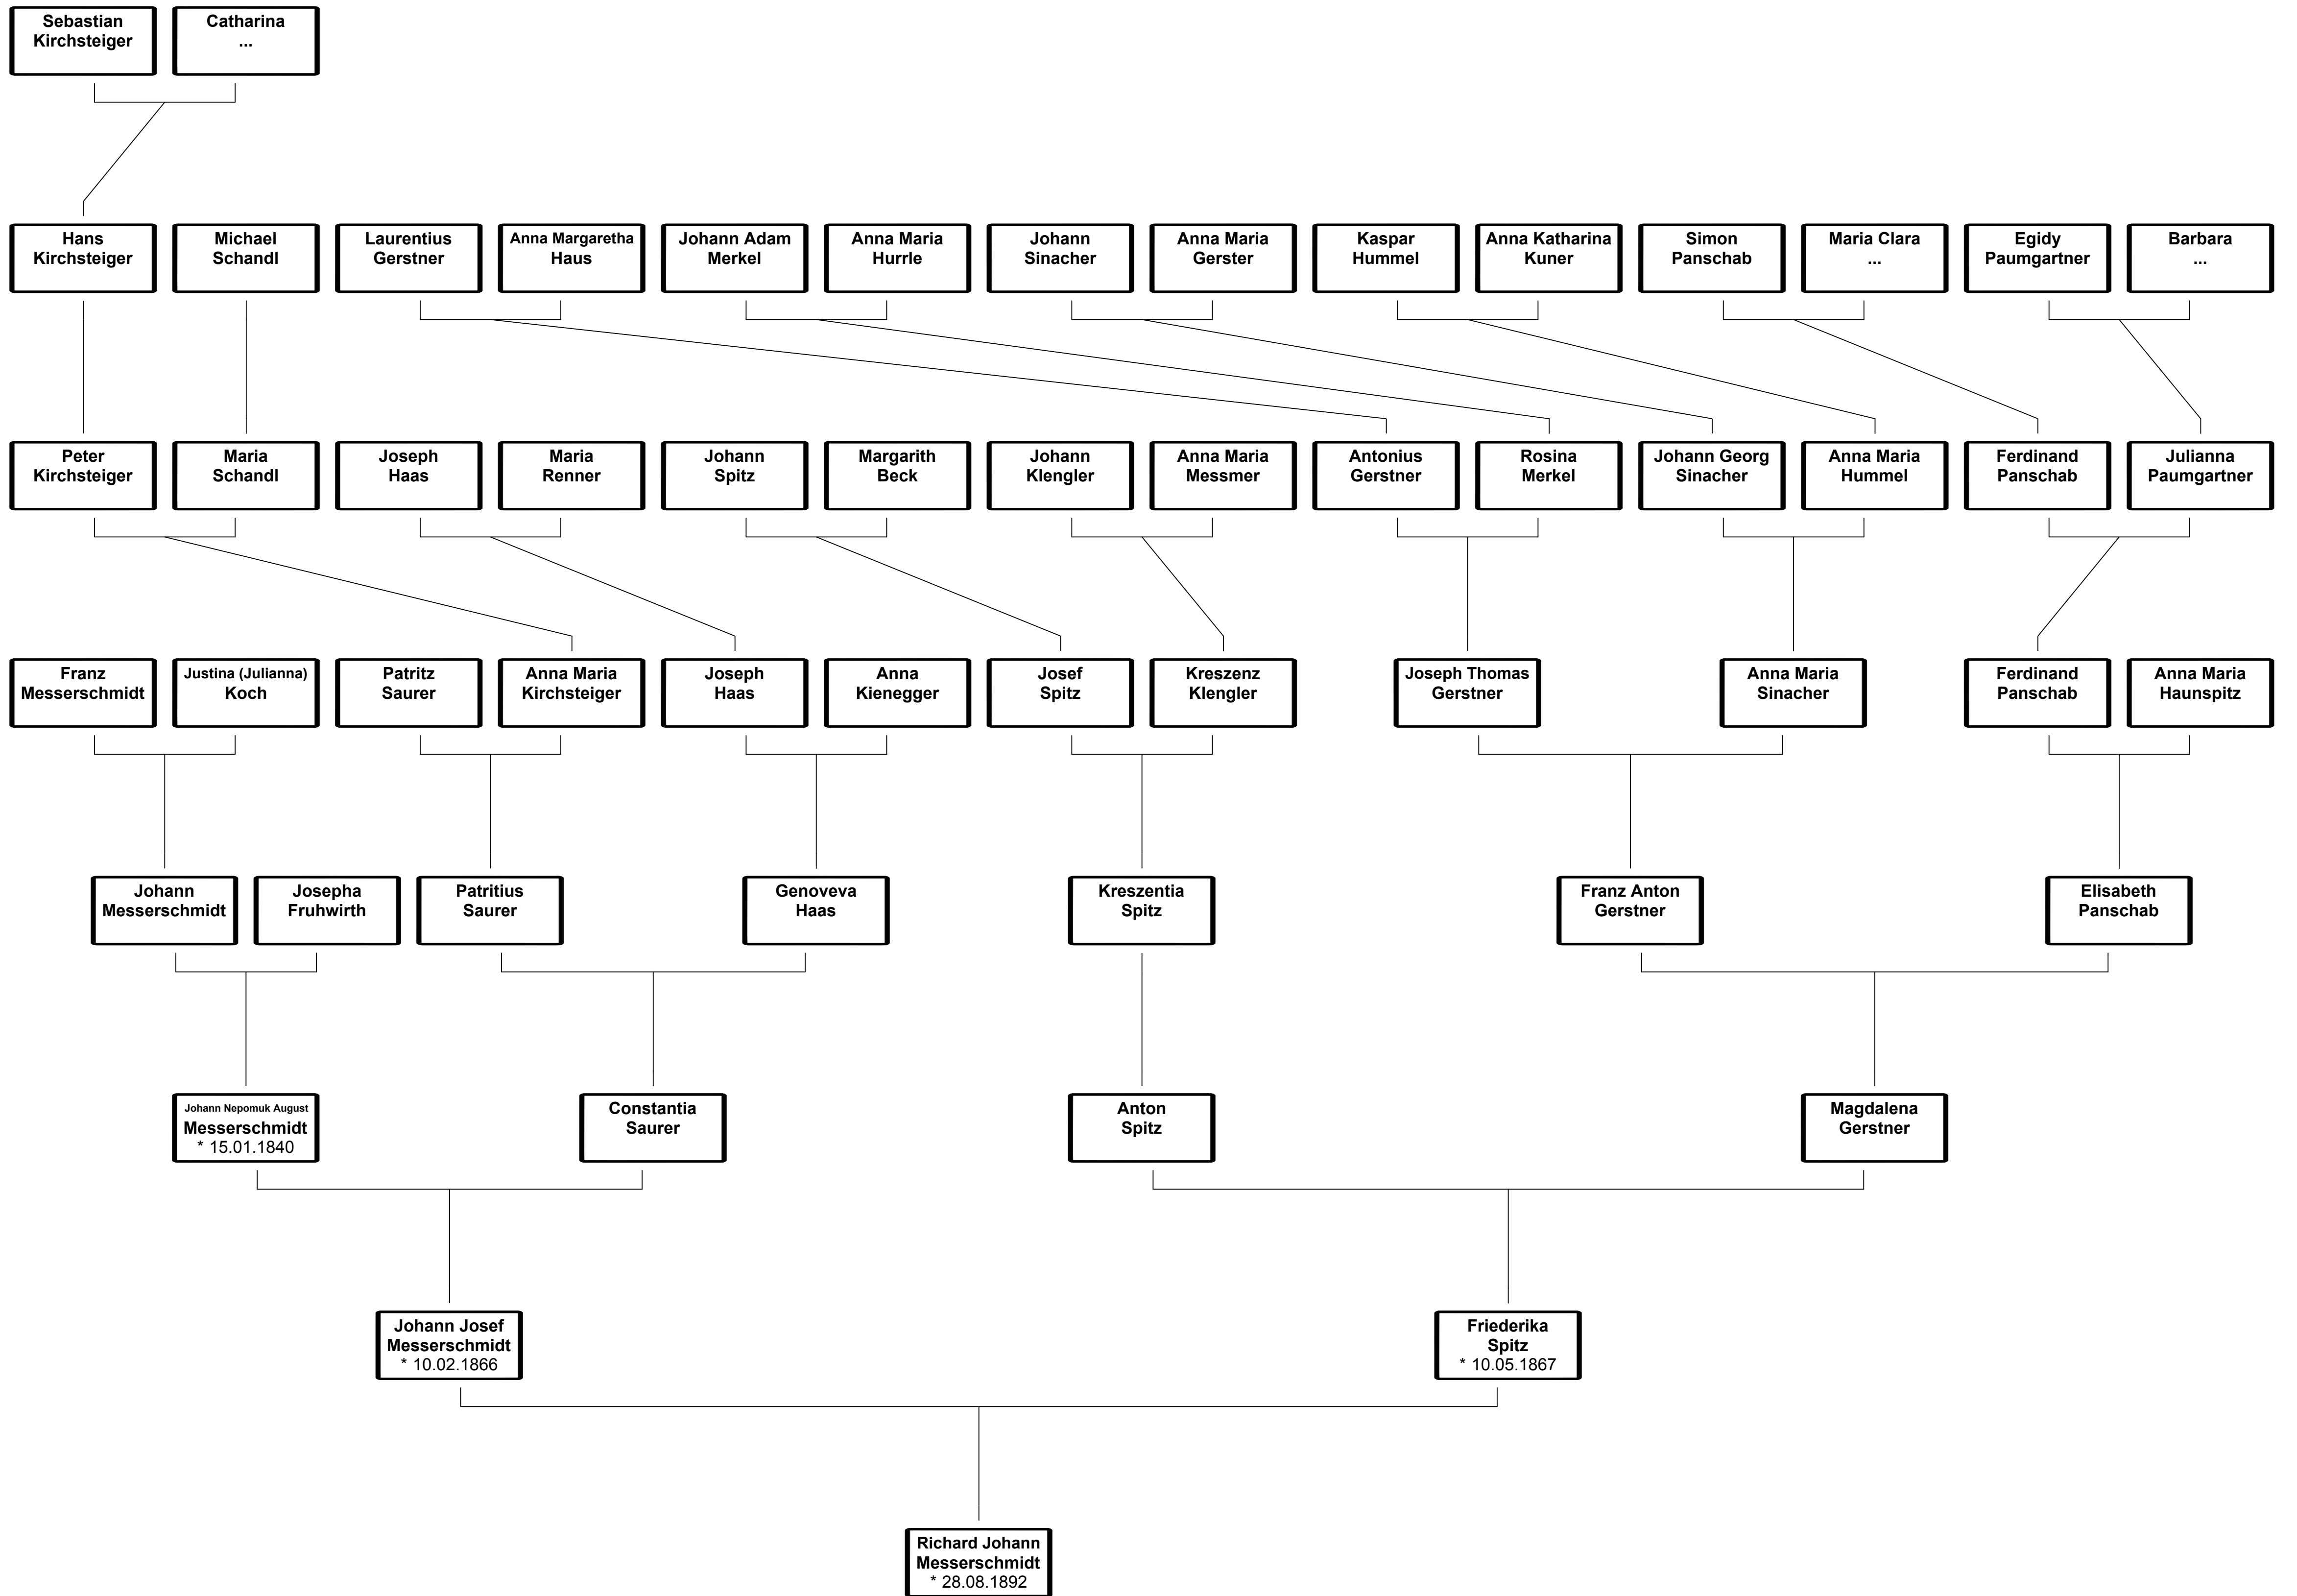 Sebastian
Kirchsteiger
Catharina
...
Hans
Kirchsteiger
Michael
Schandl
Laurentius
Gerstner
Anna Margaretha
Haus
Johann Adam
Merkel
Anna Maria
Hurrle
Johann
Sinacher
Anna Maria
Gerster
Kaspar
Hummel
Anna Katharina
Kuner
Simon
Panschab
Maria Clara
...
Egidy
Paumgartner
Barbara
...
Peter
Kirchsteiger
Maria
Schandl
Joseph
Haas
Maria
Renner
Johann
Spitz
Margarith
Beck
Johann
Klengler
Anna Maria
Messmer
Antonius
Gerstner
Rosina
Merkel
Johann Georg
Sinacher
Anna Maria
Hummel
Ferdinand
Panschab
Julianna
Paumgartner
Franz
Messerschmidt
Justina (Julianna)
Koch
Patritz
Saurer
Anna Maria
Kirchsteiger
Joseph
Haas
Anna
Kienegger
Josef
Spitz
Kreszenz
Klengler
Joseph Thomas
Gerstner
Anna Maria
Sinacher
Ferdinand
Panschab
Anna Maria
Haunspitz
Johann
Messerschmidt
Josepha
Fruhwirth
Patritius
Saurer
Genoveva
Haas
Kreszentia
Spitz
Franz Anton
Gerstner
Elisabeth
Panschab
Johann Nepomuk August
Messerschmidt
* 15.01.1840
Constantia
Saurer
Anton
Spitz
Magdalena
Gerstner
Johann Josef
Messerschmidt
* 10.02.1866
Friederika
Spitz
* 10.05.1867
Richard Johann
Messerschmidt
* 28.08.1892